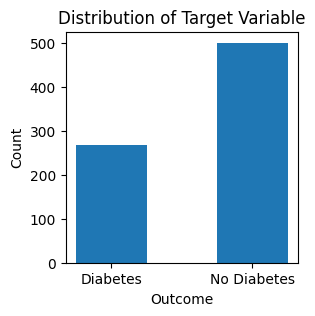 Distribution of Target Variable
500
400
300
200
100
0
Count
Diabetes
No Diabetes
Outcome